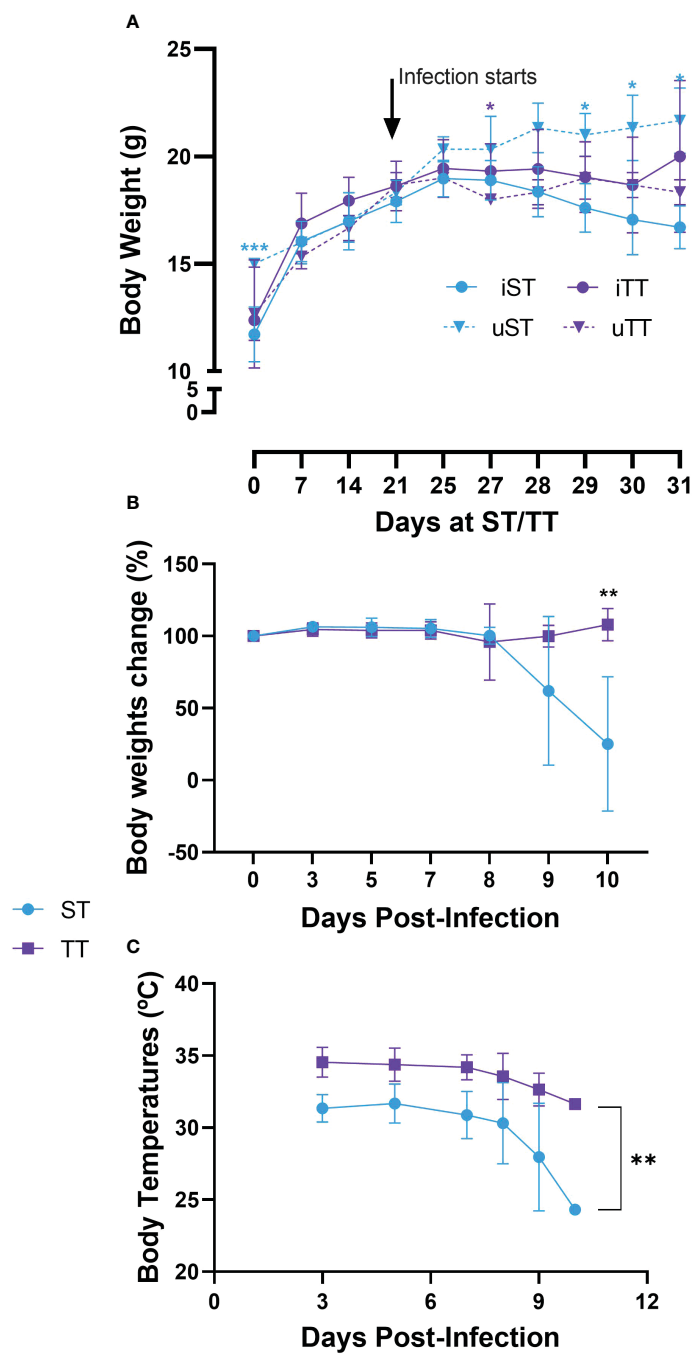 A
Infection starts
Body Weight (g)
25
20
15
10
5
0
***
*
*
*
*
iST
iTT
uST
uTT
0 7 14 21 25 27 28 29 30 31
Days at ST/TT
B
Body weights change (%)
150
100
50
0
-50
**
0 3 5 7 8 9 10
Days Post-Infection
ST
TT
C
Body Temperatures (ºC)
40
35
30
25
20
**
0 3 6 9 12
Days Post-Infection